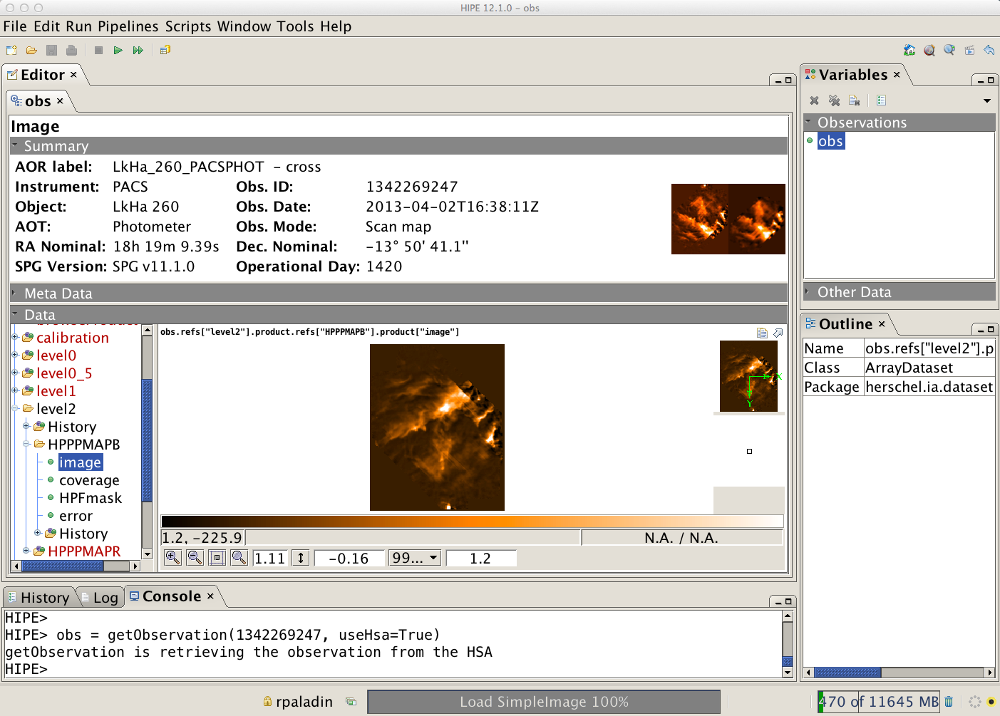 HIPE 12.1.0 - obs
File Edit Run Pipelines Scripts Window Tools Help
Editor ×
obs ×
Image
Summary
AOR label: LkHa_260_PACSPHOT - cross
Instrument: PACS Obs. ID: 1342269247
Object: LkHa 260 Obs. Date: 2013-04-02T16:38:11Z
AOT: Photometer Obs. Mode: Scan map
RA Nominal: 18h 19m 9.39s Dec. Nominal: -13° 50' 41.1''
SPG Version: SPG v11.1.0 Operational Day: 1420
Meta Data
Data
calibration
level0
level0_5
level1
level2
History
HPPPMAPB
image
coverage
HPFmask
error
History
HPPPMAPR
obs.refs["level2"].product.refs["HPPPMAPB"].product["image"]
X
Y
1.2, -225.9
N.A. / N.A.
1.11
-0.16
99...
1.2
History
Log
Console ×
HIPE>
HIPE> obs = getObservation(1342269247, useHsa=True)
getObservation is retrieving the observation from the HSA
HIPE>
Variables ×
Observations
obs
Other Data
Outline ×
Name obs.refs["level2"].p
Class ArrayDataset
Package herschel.ia.dataset
rpaladin
Load SimpleImage 100%
470 of 11645 MB